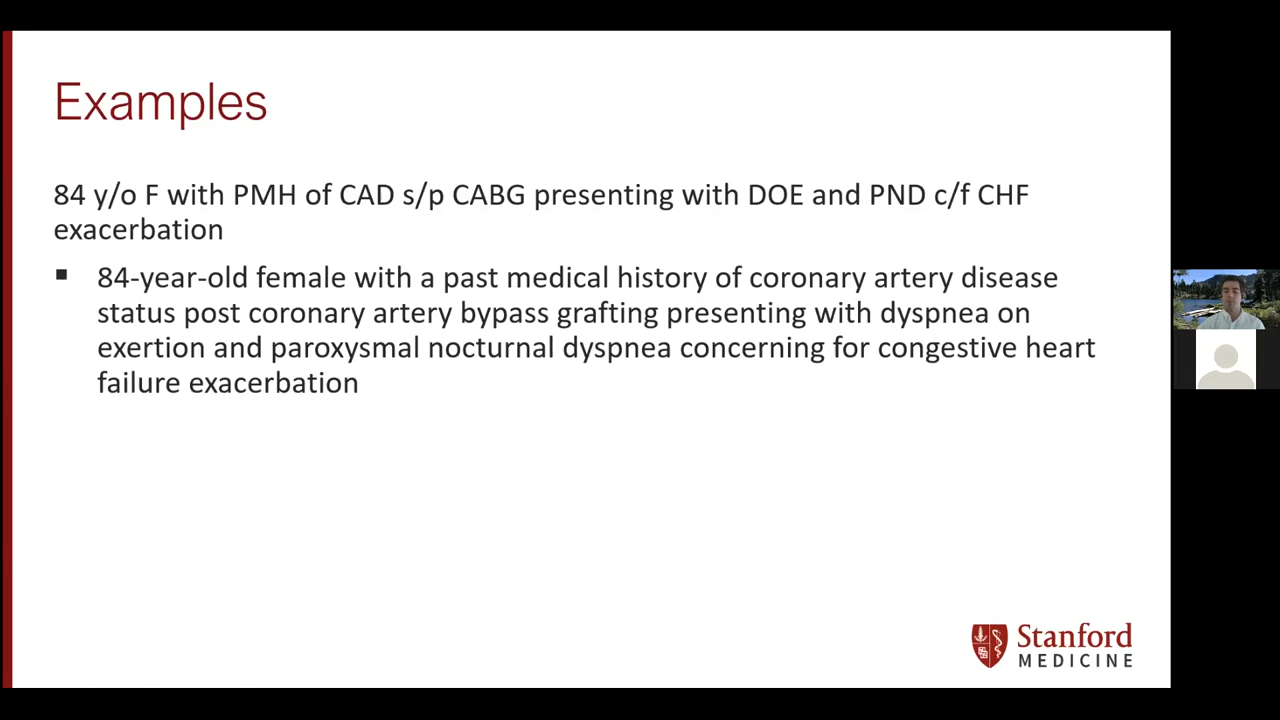 Examples
84 y/o F with PMH of CAD s/p CABG presenting with DOE and PND c/f CHF
exacerbation
▪ 84-year-old female with a past medical history of coronary artery disease
status post coronary artery bypass grafting presenting with dyspnea on
exertion and paroxysmal nocturnal dyspnea concerning for congestive heart
failure exacerbation
Stanford
MEDICINE